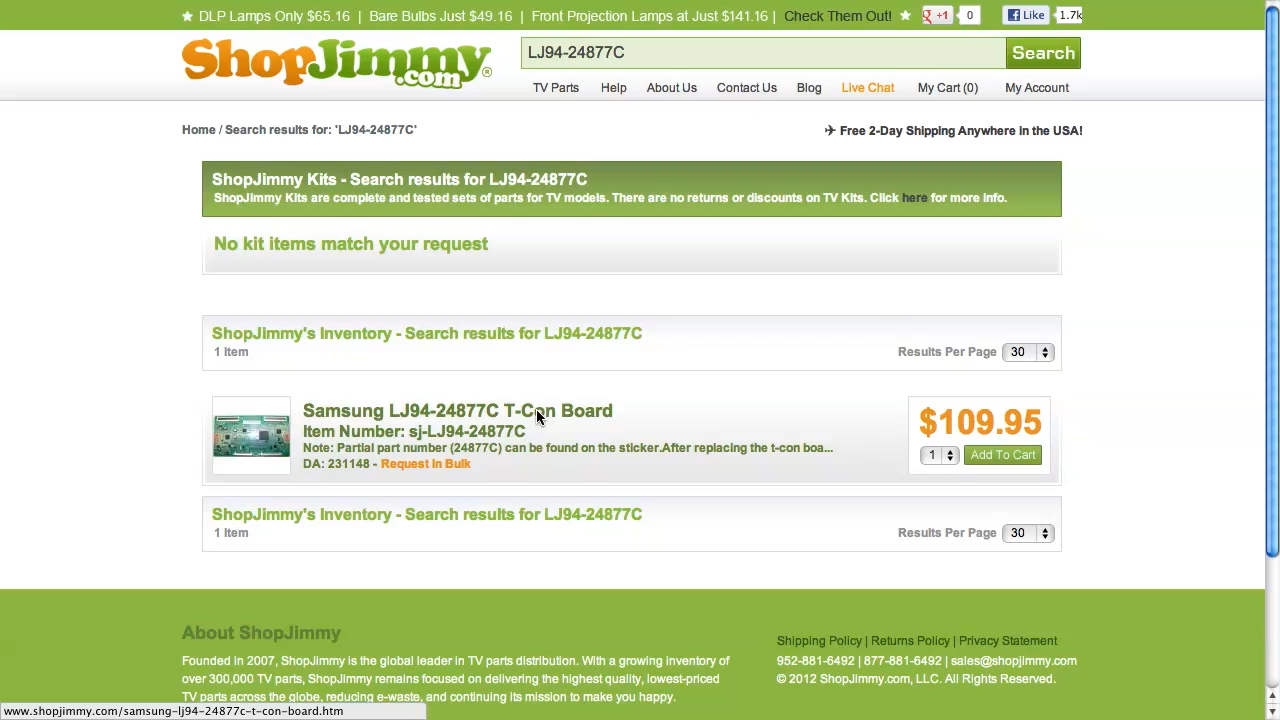 DLP Lamps Only $65.16 | Bare Bulbs Just $49.16 | Front Projection Lamps at Just $141.16 | Check Them Out! +1 0 Like 1.7k
ShopJimmy.com®
LJ94-24877C Search
TV Parts Help About Us Contact Us Blog Live Chat My Cart (0) My Account
Home / Search results for: 'LJ94-24877C' Free 2-Day Shipping Anywhere in the USA!
ShopJimmy Kits - Search results for LJ94-24877C
ShopJimmy Kits are complete and tested sets of parts for TV models. There are no returns or discounts on TV Kits. Click here for more info.
No kit items match your request
ShopJimmy's Inventory - Search results for LJ94-24877C
1 Item Results Per Page 30
Samsung LJ94-24877C T-Con Board
Item Number: sj-LJ94-24877C
Note: Partial part number (24877C) can be found on the sticker.After replacing the t-con boa...
DA: 231148 - Request In Bulk
$109.95
1 Add To Cart
ShopJimmy's Inventory - Search results for LJ94-24877C
1 Item Results Per Page 30
About ShopJimmy
Founded in 2007, ShopJimmy is the global leader in TV parts distribution. With a growing inventory of
over 300,000 TV parts, ShopJimmy remains focused on delivering the highest quality, lowest-priced
TV parts across the globe, reducing e-waste, and continuing its mission to make you happy.
Shipping Policy | Returns Policy | Privacy Statement
952-881-6492 | 877-881-6492 | sales@shopjimmy.com
© 2012 ShopJimmy.com, LLC. All Rights Reserved.
www.shopjimmy.com/samsung-lj94-24877c-t-con-board.htm